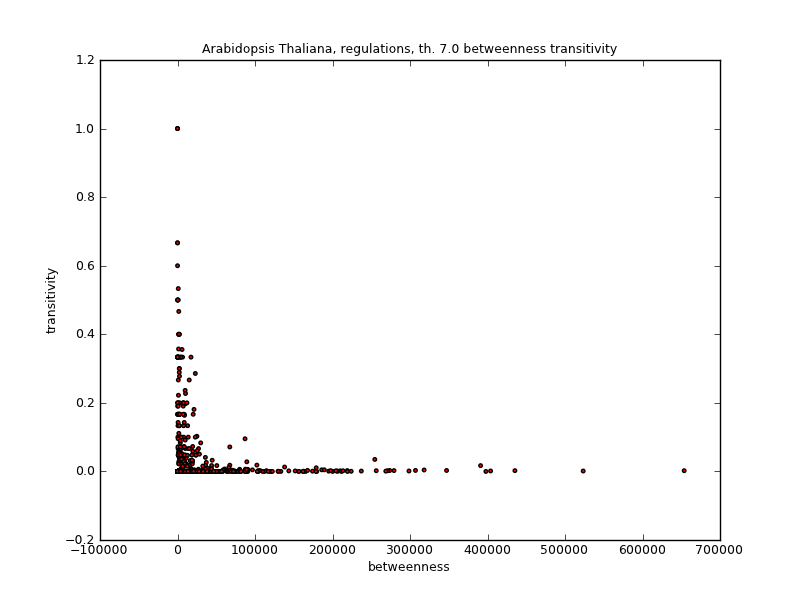 Arabidopsis Thaliana, regulations, th. 7.0 betweenness transitivity
1.2
1.0
0.8
0.6
0.4
0.2
0.0
−0.2
transitivity
−100000 0 100000 200000 300000 400000 500000 600000 700000
betweenness